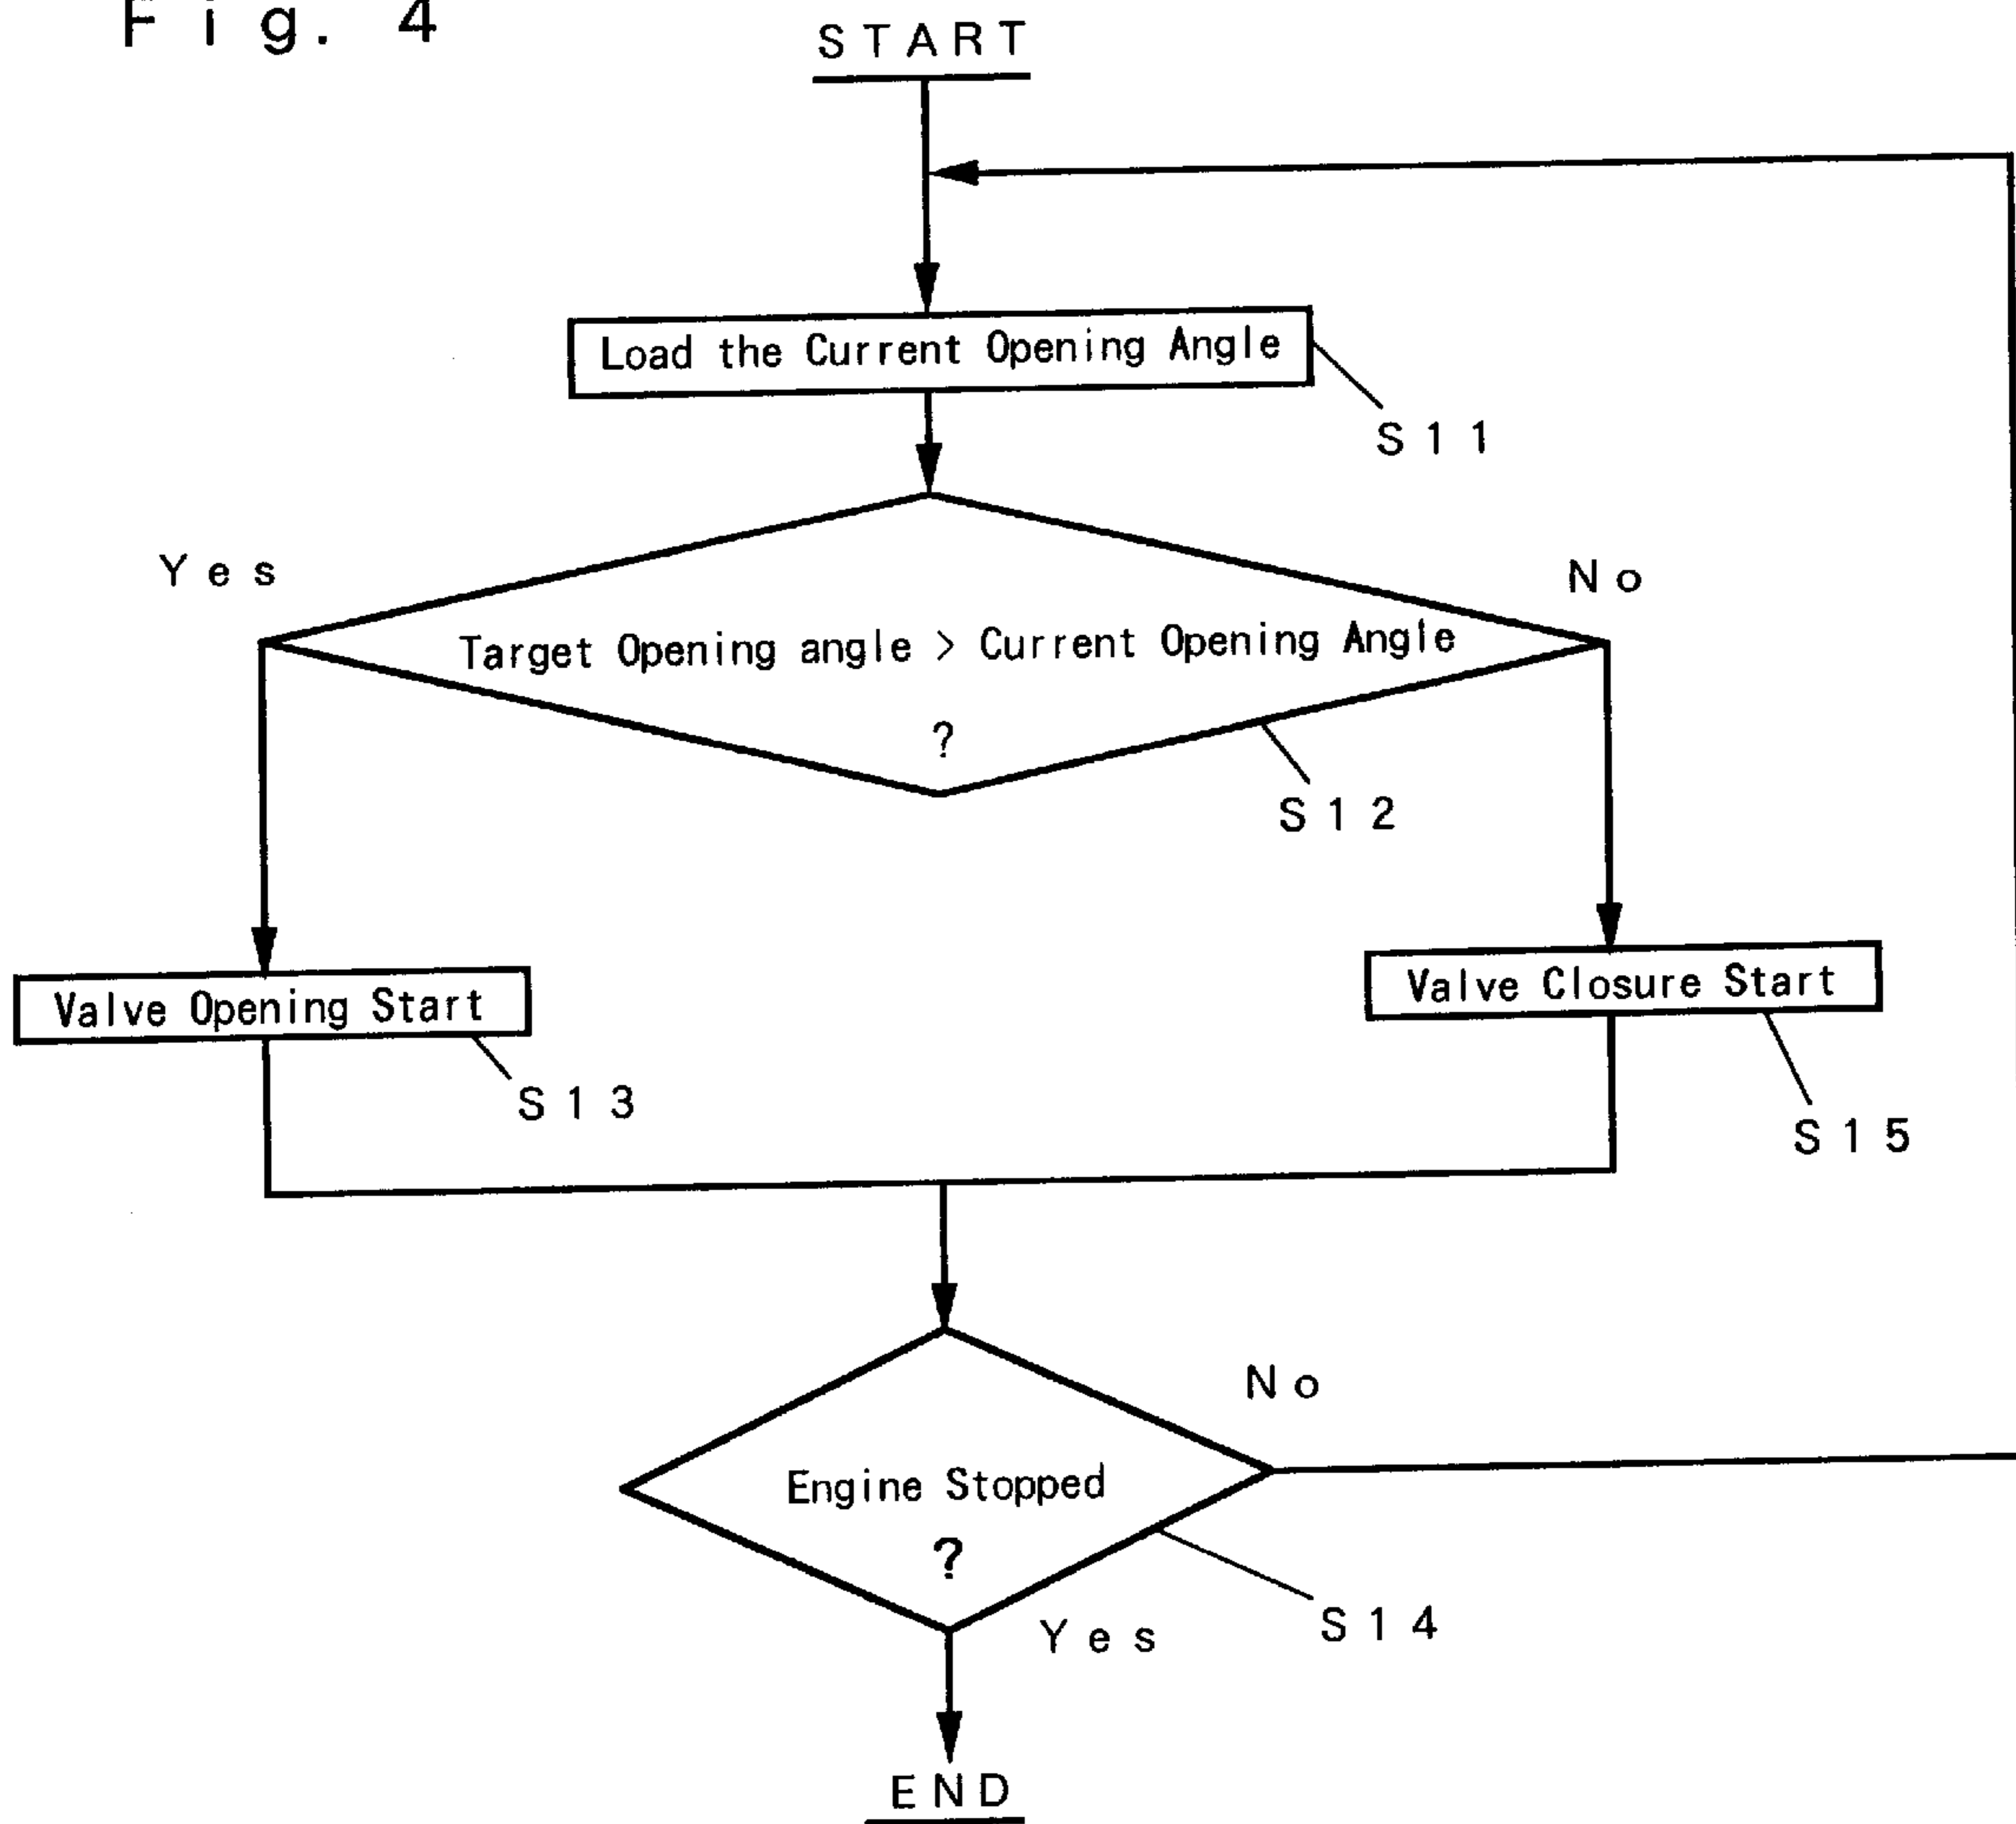 Fig. 4
START
Load the Current Opening Angle
S11
Yes
No
Target Opening angle > Current Opening Angle
?
S12
Valve Opening Start
Valve Closure Start
S13
S15
No
Engine Stopped
?
Yes
S14
END